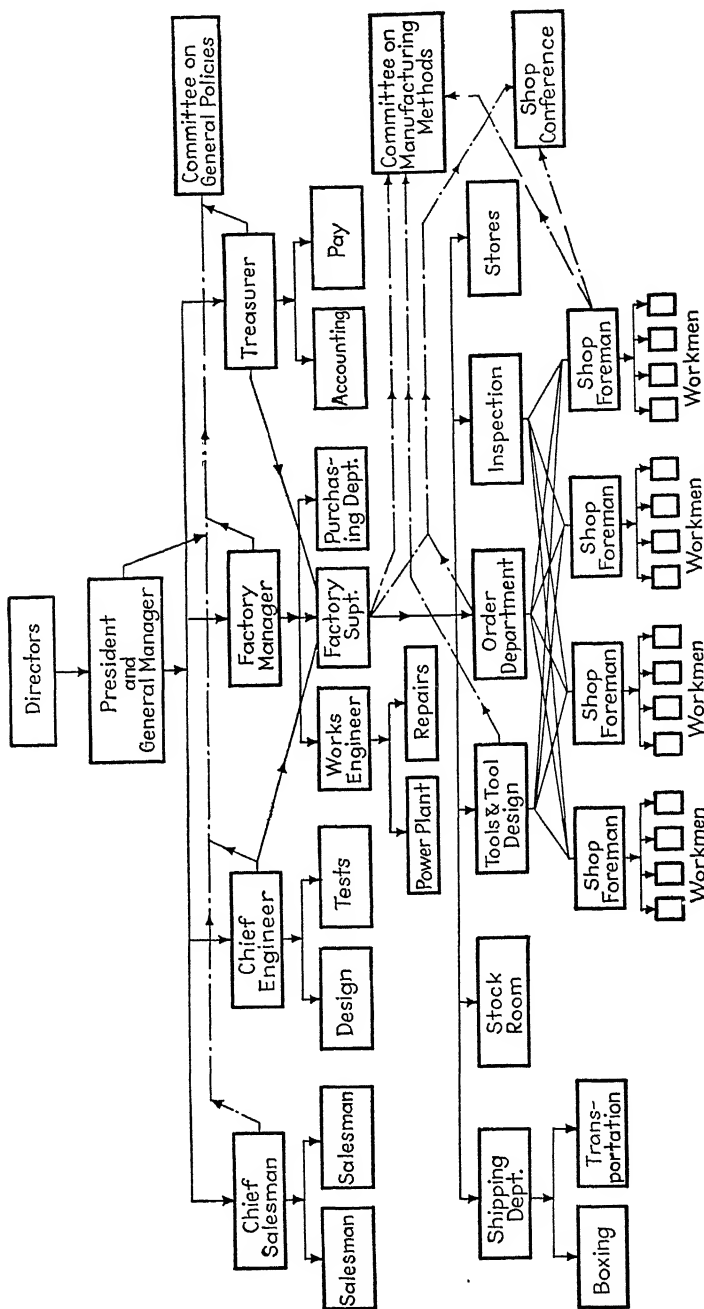 Directors
President
and
General Manager
Committee on
General Policies
Chief
Salesman
Chief
Engineer
Factory
Manager
Treasurer
Salesman
Salesman
Design
Tests
Works
Engineer
Factory
Supt.
Purchas-
ing Dept.
Accounting
Pay
Power Plant
Repairs
Committee on
Manufacturing
Methods
Shipping
Dept.
Stock
Room
Tools & Tool
Design
Order
Department
Inspection
Stores
Shop
Conference
Boxing
Trans-
portation
Shop
Foreman
Shop
Foreman
Shop
Foreman
Shop
Foreman
Workmen
Workmen
Workmen
Workmen